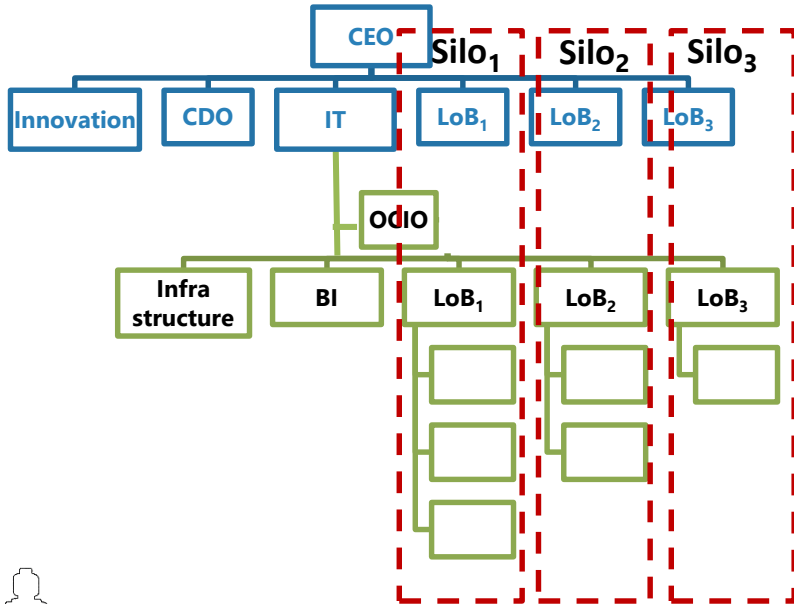 CEO
Silo₁
Silo₂
Silo₃
Innovation
CDO
IT
LoB₁
LoB₂
LoB₃
OCIO
Infra
structure
BI
LoB₁
LoB₂
LoB₃